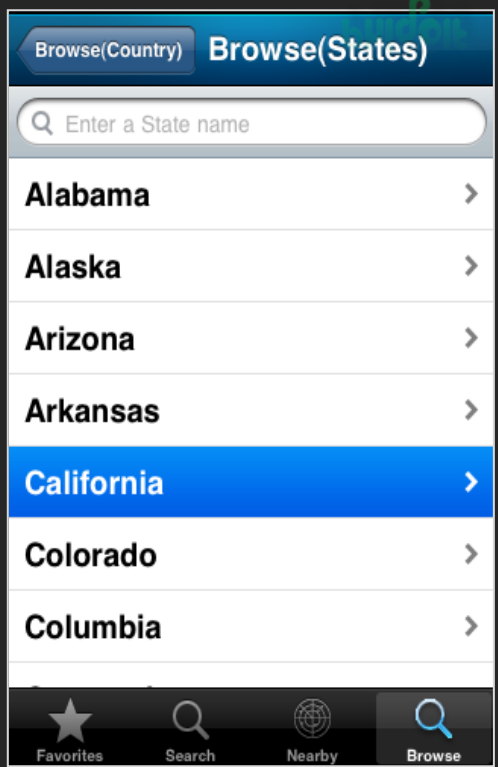 Browse(Country) Browse(States)
Enter a State name
Alabama
Alaska
Arizona
Arkansas
California
Colorado
Columbia
Favorites Search Nearby Browse